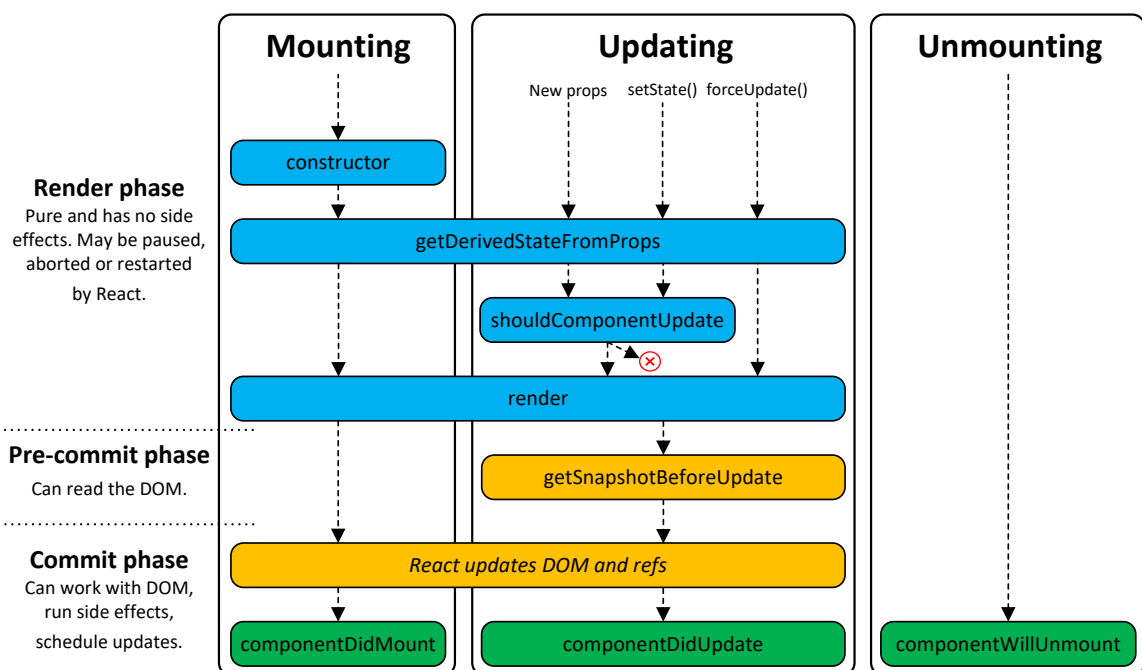 Mounting
Updating
Unmounting
New props
setState()
forceUpdate()
constructor
Render phase
Pure and has no side
effects. May be paused,
aborted or restarted
by React.
getDerivedStateFromProps
shouldComponentUpdate
render
Pre-commit phase
Can read the DOM.
getSnapshotBeforeUpdate
React updates DOM and refs
Commit phase
Can work with DOM,
run side effects,
schedule updates.
componentDidMount
componentDidUpdate
componentWillUnmount